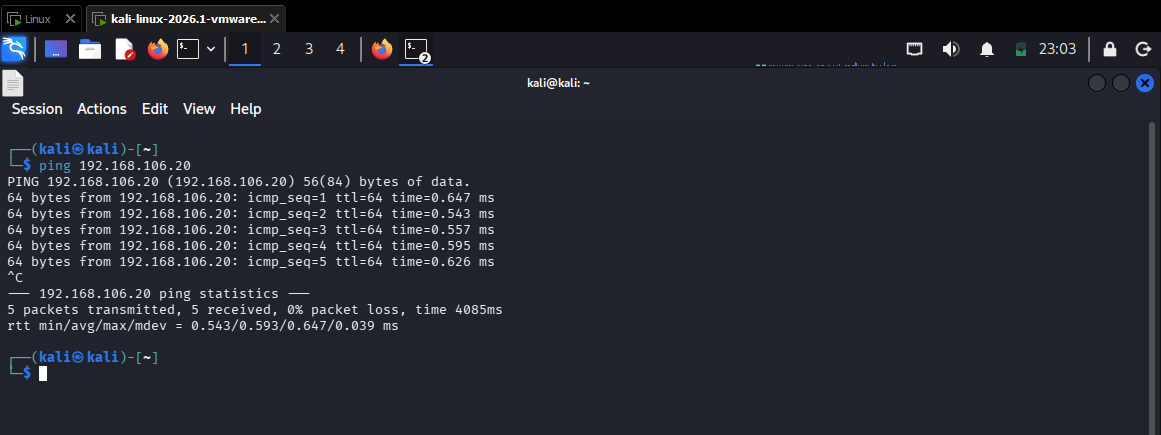 Linux
kali-linux-2026.1-vmware...
1 2 3 4 2 23:03
kali@kali: ~
Session Actions Edit View Help
┌──(kali㉿kali)-[~]
└─$ ping 192.168.106.20
PING 192.168.106.20 (192.168.106.20) 56(84) bytes of data.
64 bytes from 192.168.106.20: icmp_seq=1 ttl=64 time=0.647 ms
64 bytes from 192.168.106.20: icmp_seq=2 ttl=64 time=0.543 ms
64 bytes from 192.168.106.20: icmp_seq=3 ttl=64 time=0.557 ms
64 bytes from 192.168.106.20: icmp_seq=4 ttl=64 time=0.595 ms
64 bytes from 192.168.106.20: icmp_seq=5 ttl=64 time=0.626 ms
^C
--- 192.168.106.20 ping statistics ---
5 packets transmitted, 5 received, 0% packet loss, time 4085ms
rtt min/avg/max/mdev = 0.543/0.593/0.647/0.039 ms
┌──(kali㉿kali)-[~]
└─$